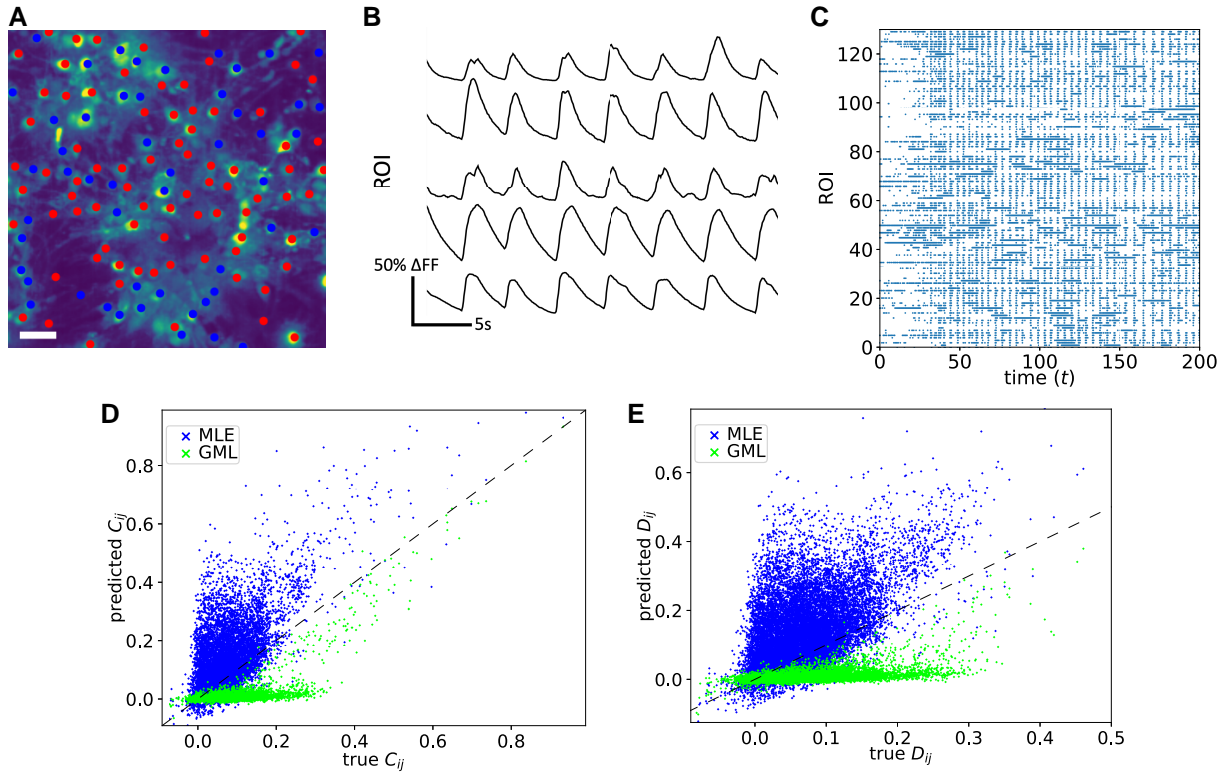 A
B
ROI
50% ΔFF
5s
C
ROI
120
100
80
60
40
20
0
0 50 100 150 200
time (t)
D
MLE
GML
predicted C_ij
0.8
0.6
0.4
0.2
0.0
0.0 0.2 0.4 0.6 0.8
true C_ij
E
MLE
GML
predicted D_ij
0.6
0.4
0.2
0.0
0.0 0.1 0.2 0.3 0.4 0.5
true D_ij